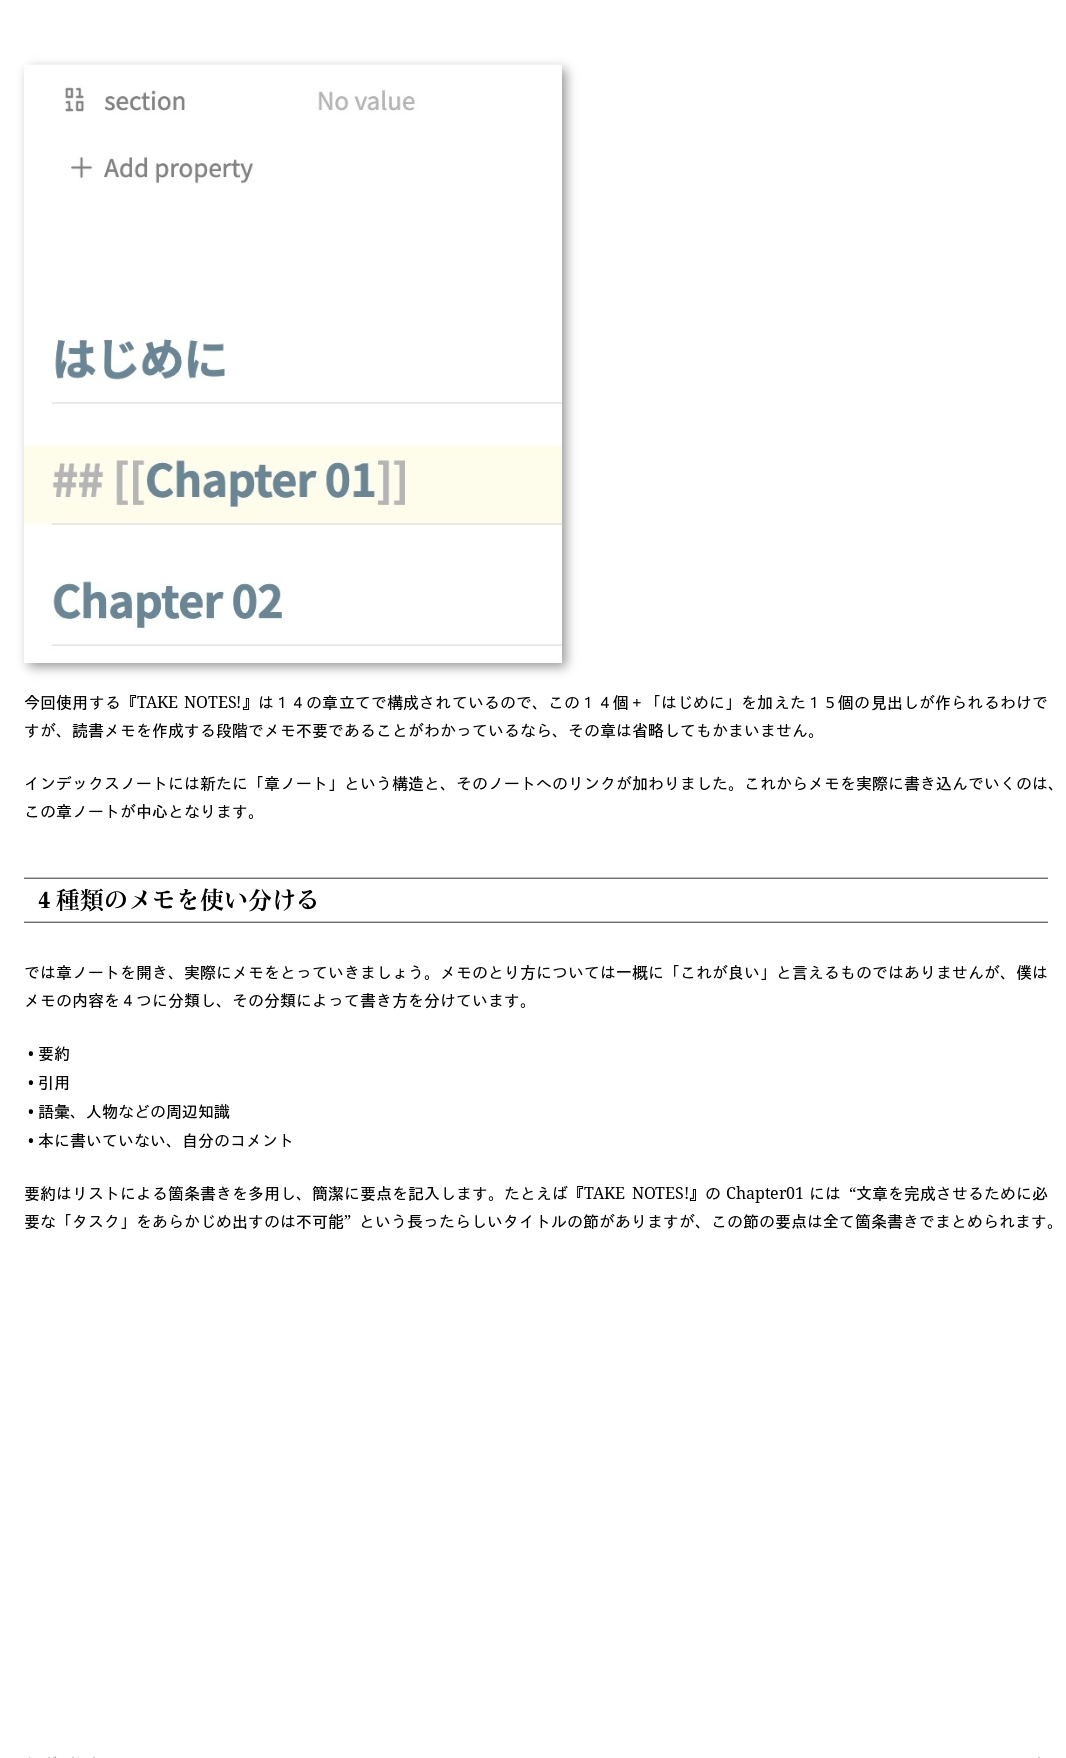 section No value
+ Add property
はじめに
## [[Chapter 01]]
Chapter 02
今回使用する『TAKE NOTES!』は１４の章立てで構成されているので、この１４個 + 「はじめに」を加えた１５個の見出しが作られるわけで
すが、読書メモを作成する段階でメモ不要であることがわかっているなら、その章は省略してもかまいません。
インデックスノートには新たに「章ノート」という構造と、そのノートへのリンクが加わりました。これからメモを実際に書き込んでいくのは、
この章ノートが中心となります。
4 種類のメモを使い分ける
では章ノートを開き、実際にメモをとっていきましょう。メモのとり方については一概に「これが良い」と言えるものではありませんが、僕は
メモの内容を４つに分類し、その分類によって書き方を分けています。
• 要約
• 引用
• 語彙、人物などの周辺知識
• 本に書いていない、自分のコメント
要約はリストによる箇条書きを多用し、簡潔に要点を記入します。たとえば『TAKE NOTES!』の Chapter01 には “文章を完成させるために必
要な「タスク」をあらかじめ出すのは不可能” という長ったらしいタイトルの節がありますが、この節の要点は全て箇条書きでまとめられます。